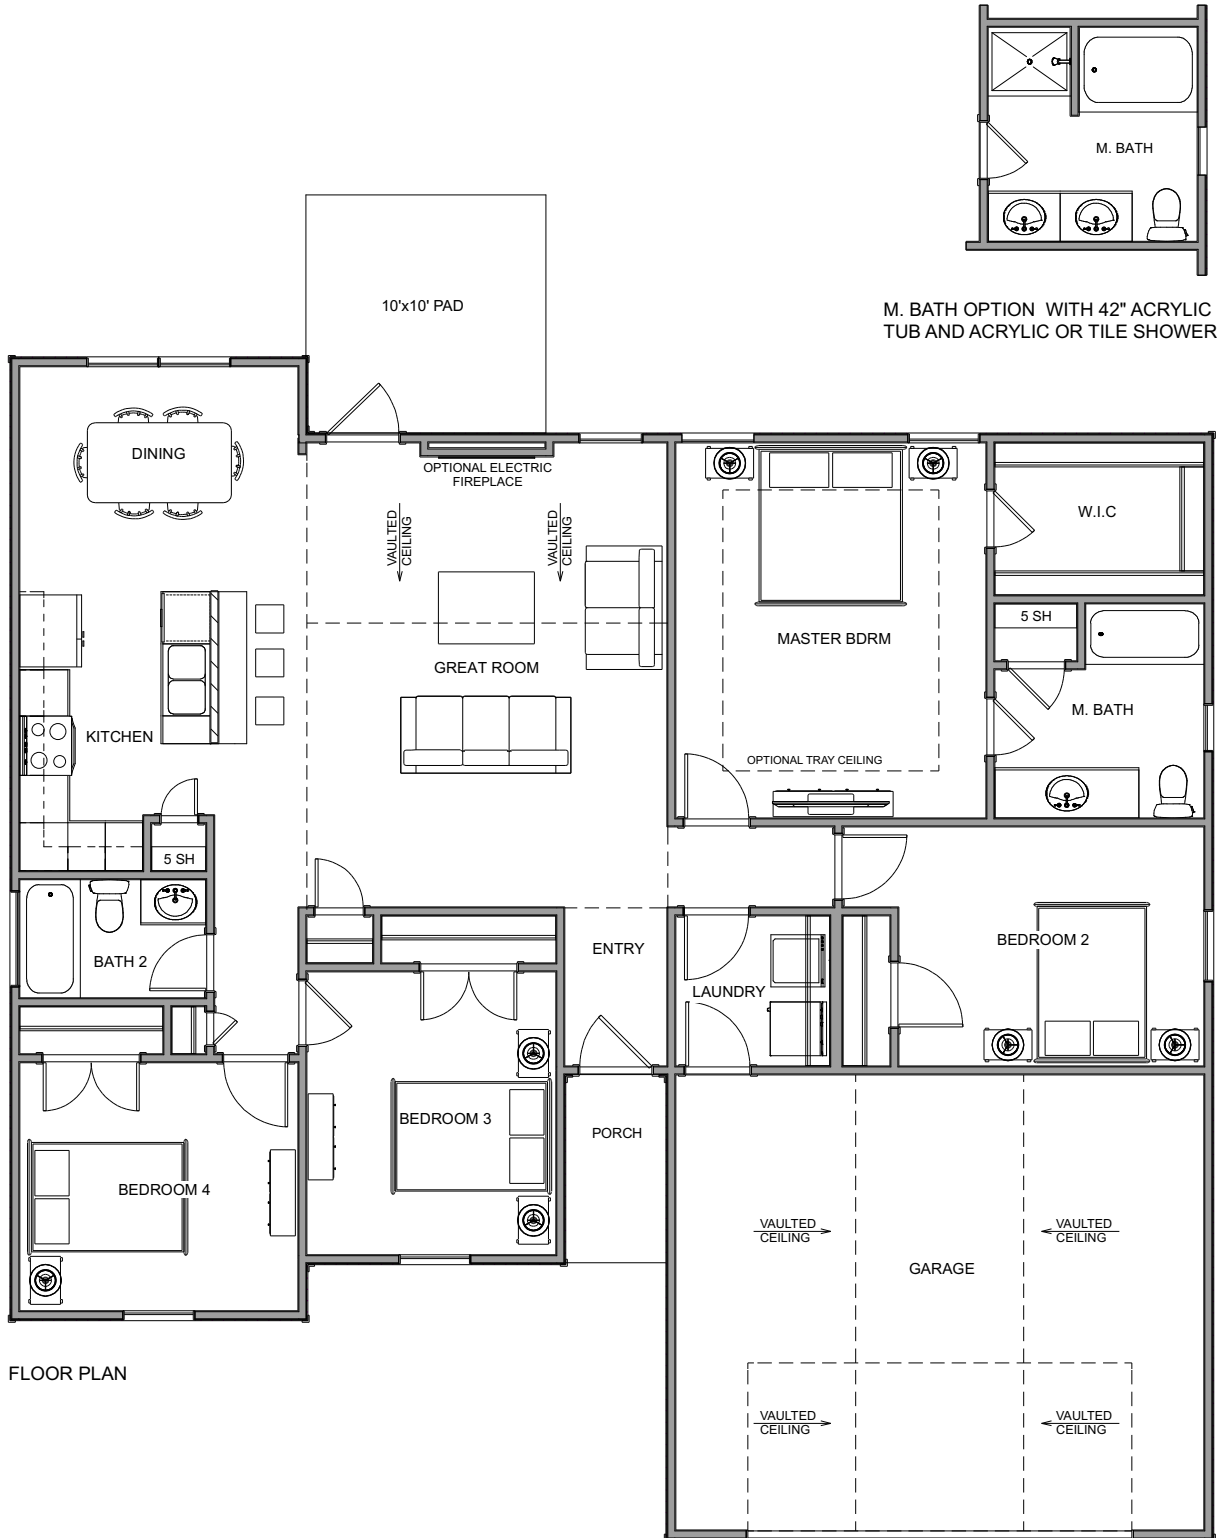 M. BATH
M. BATH OPTION WITH 42" ACRYLIC
TUB AND ACRYLIC OR TILE SHOWER
10'x10' PAD
DINING
OPTIONAL ELECTRIC
FIREPLACE
VAULTED
CEILING
VAULTED
CEILING
W.I.C
5 SH
MASTER BDRM
GREAT ROOM
M. BATH
KITCHEN
OPTIONAL TRAY CEILING
5 SH
BATH 2
ENTRY
BEDROOM 2
LAUNDRY
BEDROOM 3
PORCH
BEDROOM 4
VAULTED
CEILING
VAULTED
CEILING
GARAGE
FLOOR PLAN
VAULTED
CEILING
VAULTED
CEILING